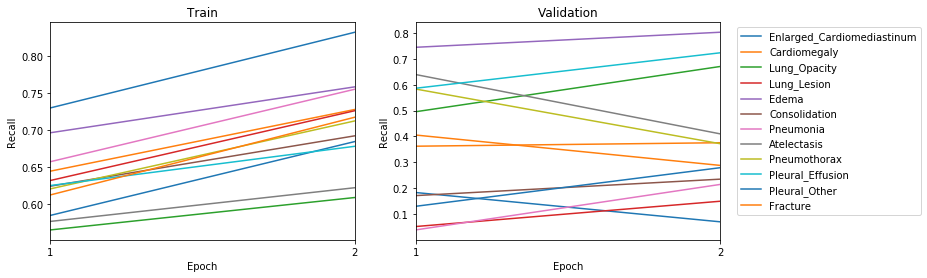 Train
Recall
0.80
0.75
0.70
0.65
0.60
1
2
Epoch
Validation
Recall
0.8
0.7
0.6
0.5
0.4
0.3
0.2
0.1
1
2
Epoch
Enlarged_Cardiomediastinum
Cardiomegaly
Lung_Opacity
Lung_Lesion
Edema
Consolidation
Pneumonia
Atelectasis
Pneumothorax
Pleural_Effusion
Pleural_Other
Fracture